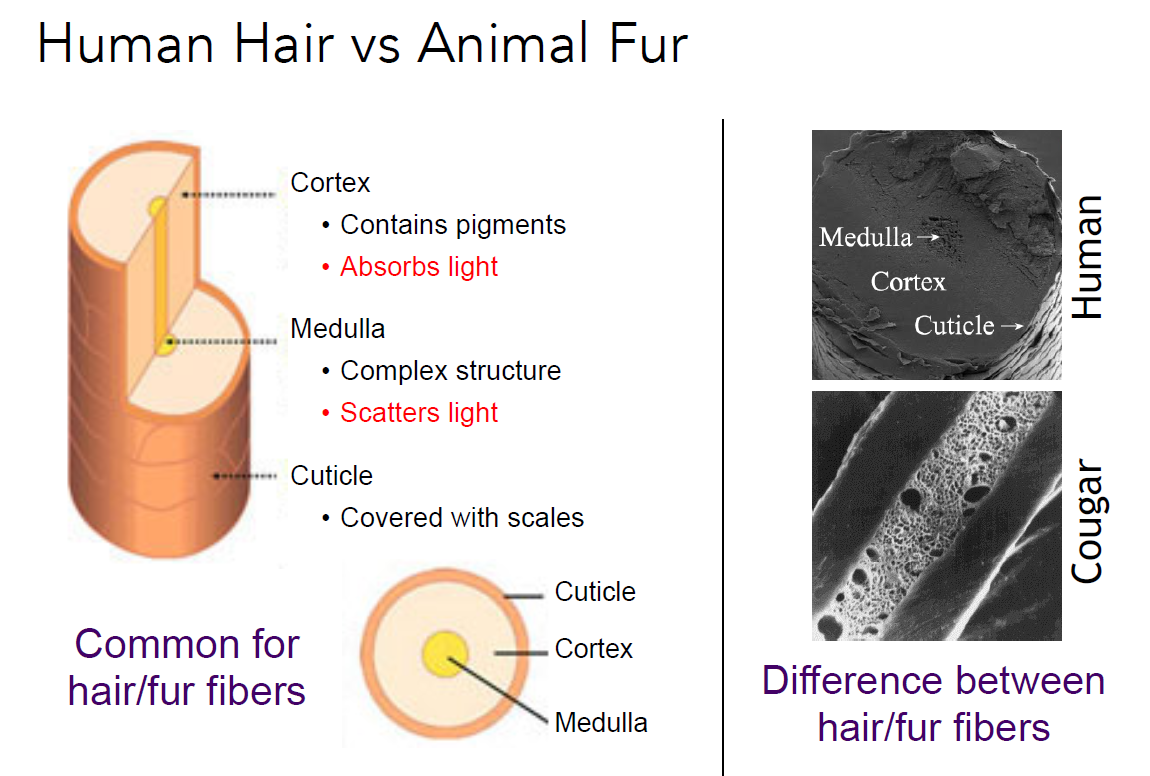 Human Hair vs Animal Fur
Cortex
• Contains pigments
• Absorbs light
Medulla
• Complex structure
• Scatters light
Cuticle
• Covered with scales
Cuticle
Cortex
Medulla
Common for
hair/fur fibers
Medulla
Cortex
Cuticle
Human
Cougar
Difference between
hair/fur fibers